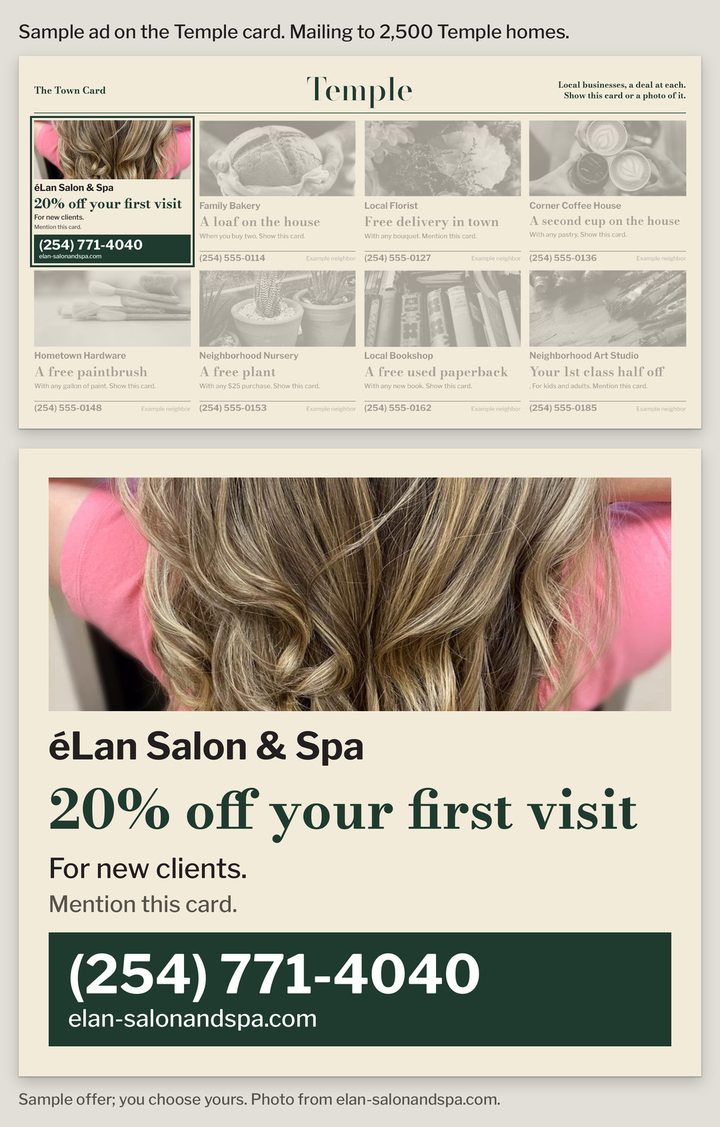 Sample ad on the Temple card. Mailing to 2,500 Temple homes.
The Town Card
Temple
Local businesses, a deal at each.
Show this card or a photo of it.
éLan Salon & Spa
20% off your first visit
For new clients.
Mention this card.
(254) 771-4040
elan-salonandspa.com
Family Bakery
A loaf on the house
When you buy two. Show this card.
(254) 555-0114
Example neighbor
Local Florist
Free delivery in town
With any bouquet. Mention this card.
(254) 555-0127
Example neighbor
Corner Coffee House
A second cup on the house
With any pastry. Show this card.
(254) 555-0136
Example neighbor
Hometown Hardware
A free paintbrush
With any gallon of paint. Show this card.
(254) 555-0148
Example neighbor
Neighborhood Nursery
A free plant
With any $25 purchase. Show this card.
(254) 555-0153
Example neighbor
Local Bookshop
A free used paperback
With any new book. Show this card.
(254) 555-0162
Example neighbor
Neighborhood Art Studio
Your 1st class half off
For kids and adults. Mention this card.
(254) 555-0185
Example neighbor
éLan Salon & Spa
20% off your first visit
For new clients.
Mention this card.
(254) 771-4040
elan-salonandspa.com
Sample offer; you choose yours. Photo from elan-salonandspa.com.